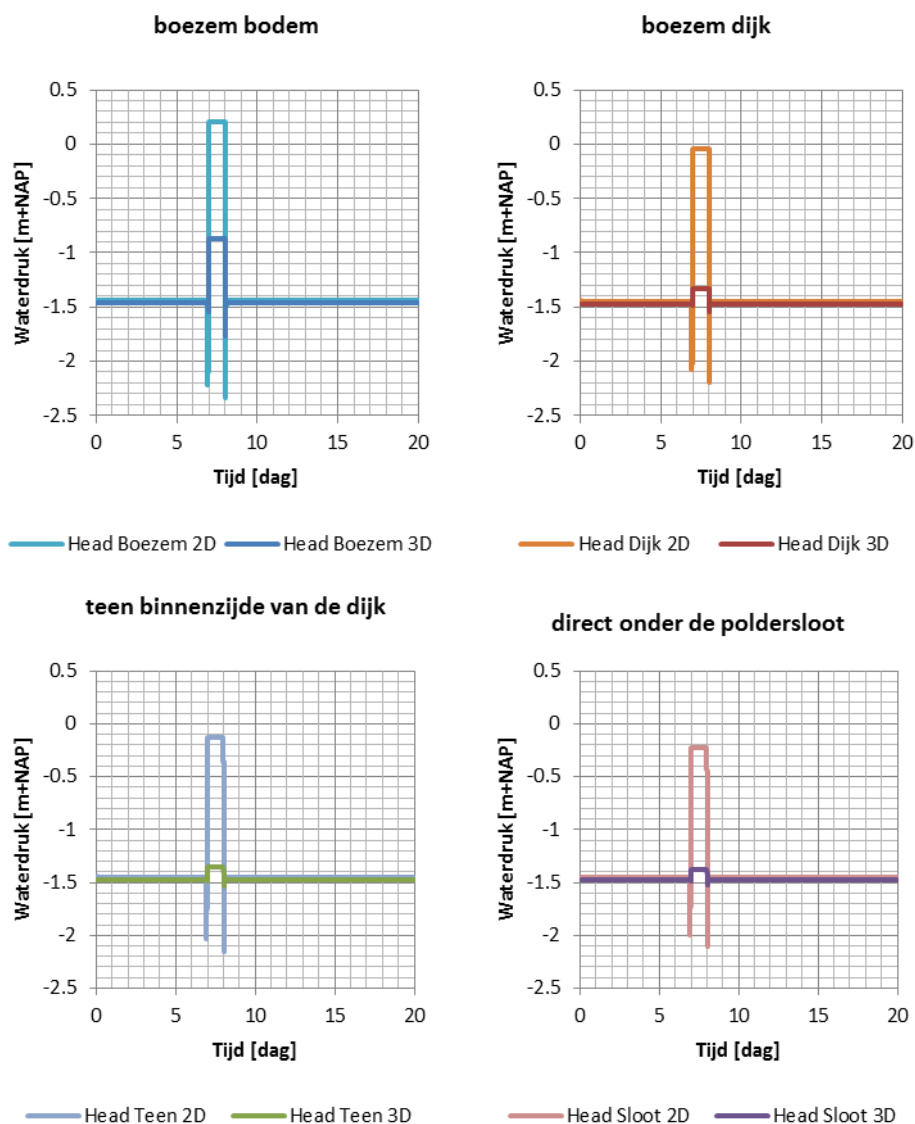 boezem bodem
0.5
0
-0.5
-1
-1.5
-2
-2.5
Waterdruk [m+NAP]
0 5 10 15 20
Tijd [dag]
Head Boezem 2D Head Boezem 3D
boezem dijk
0.5
0
-0.5
-1
-1.5
-2
-2.5
Waterdruk [m+NAP]
0 5 10 15 20
Tijd [dag]
Head Dijk 2D Head Dijk 3D
teen binnenzijde van de dijk
0.5
0
-0.5
-1
-1.5
-2
-2.5
Waterdruk [m+NAP]
0 5 10 15 20
Tijd [dag]
Head Teen 2D Head Teen 3D
direct onder de poldersloot
0.5
0
-0.5
-1
-1.5
-2
-2.5
Waterdruk [m+NAP]
0 5 10 15 20
Tijd [dag]
Head Sloot 2D Head Sloot 3D